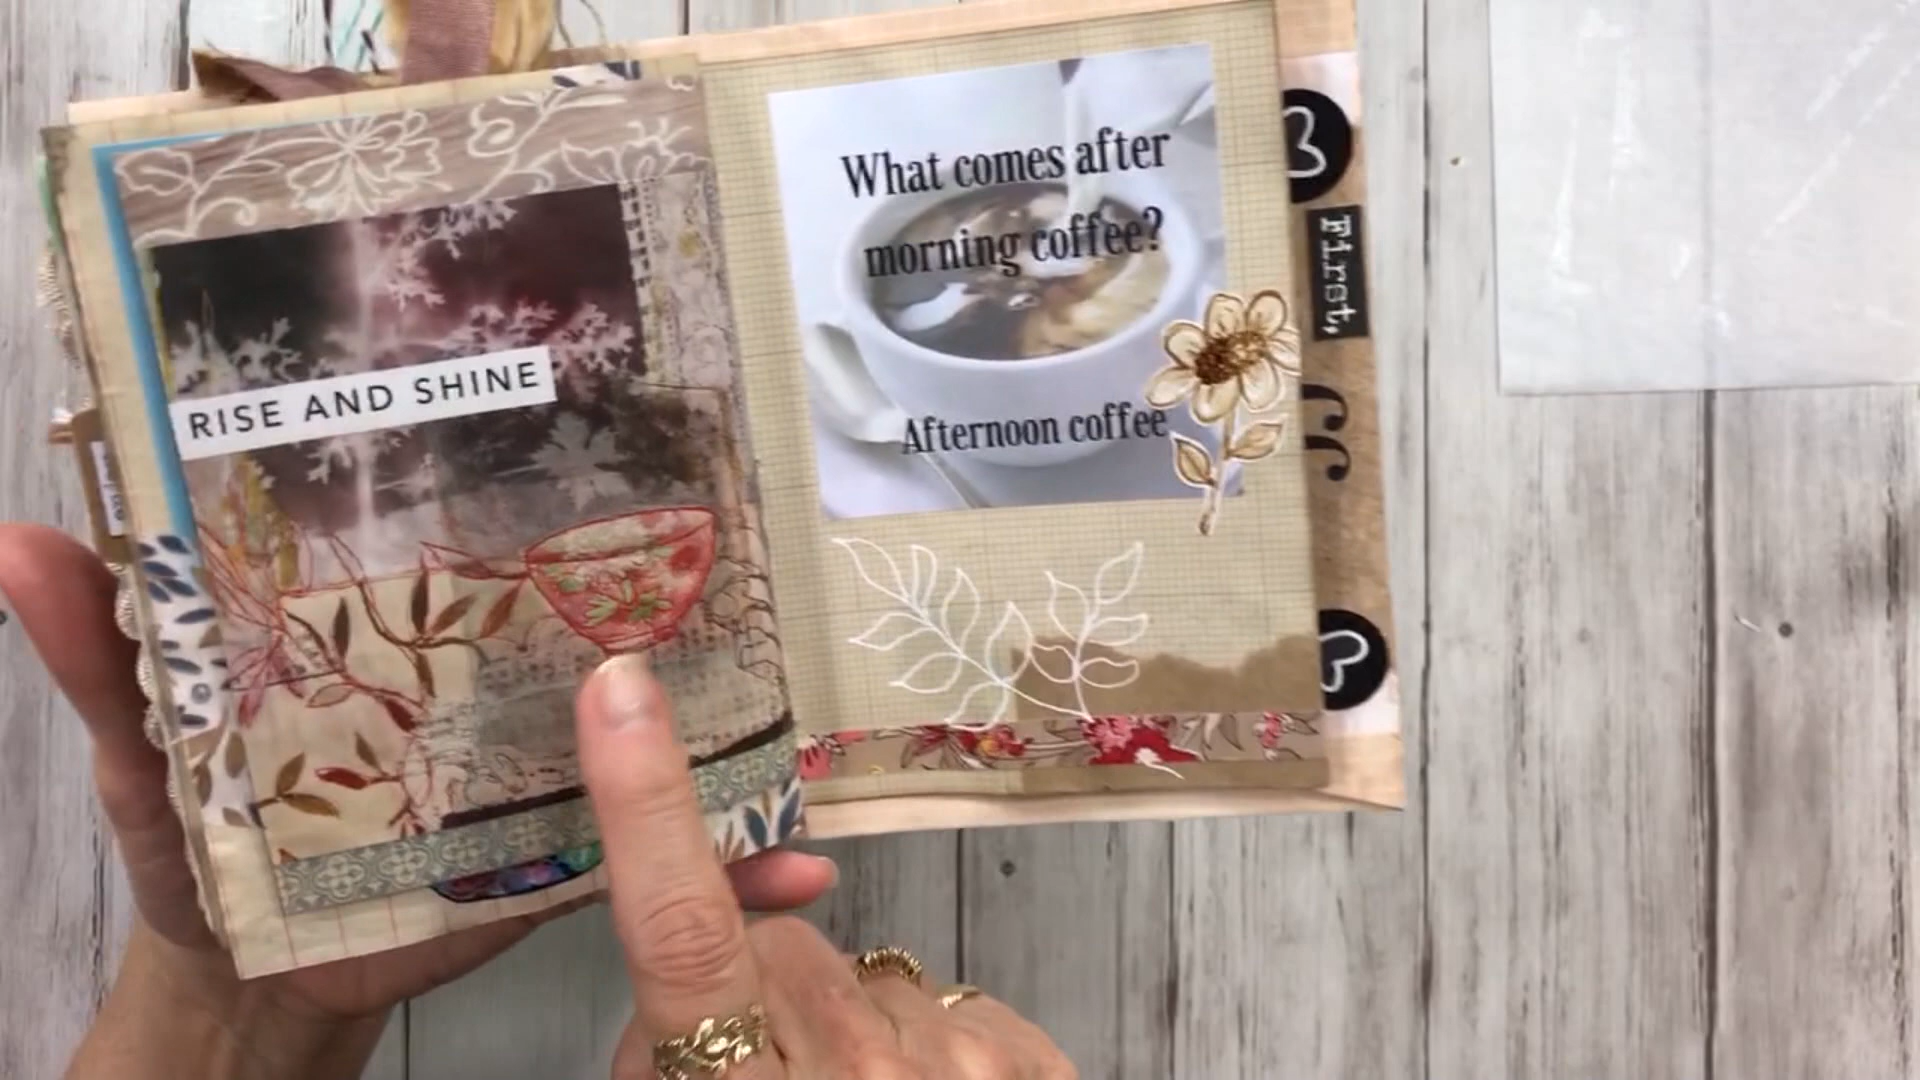 RISE AND SHINE
What comes after
morning coffee?
Afternoon coffee
First,